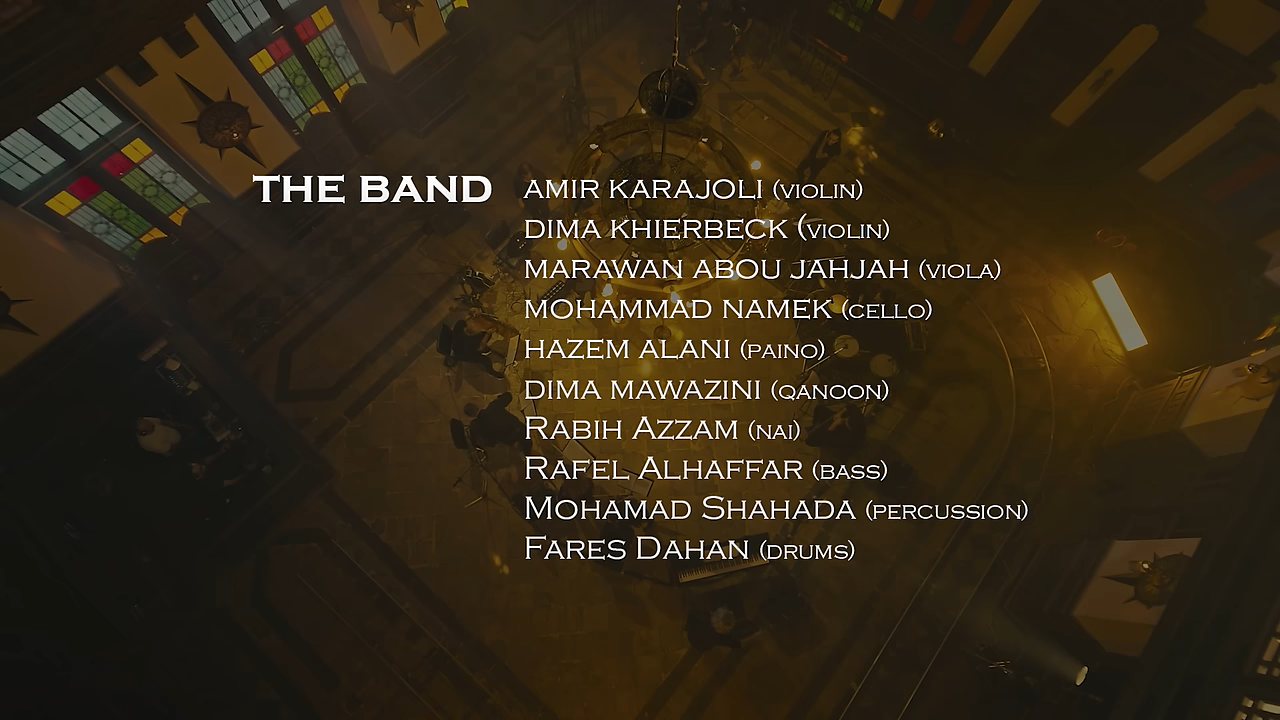 THE BAND
AMIR KARAJOLI (VIOLIN)
DIMA KHIERBECK (VIOLIN)
MARAWAN ABOU JAHJAH (VIOLA)
MOHAMMAD NAMEK (CELLO)
HAZEM ALANI (PAINO)
DIMA MAWAZINI (QANOON)
RABIH AZZAM (NAI)
RAFEL ALHAFFAR (BASS)
MOHAMAD SHAHADA (PERCUSSION)
FARES DAHAN (DRUMS)